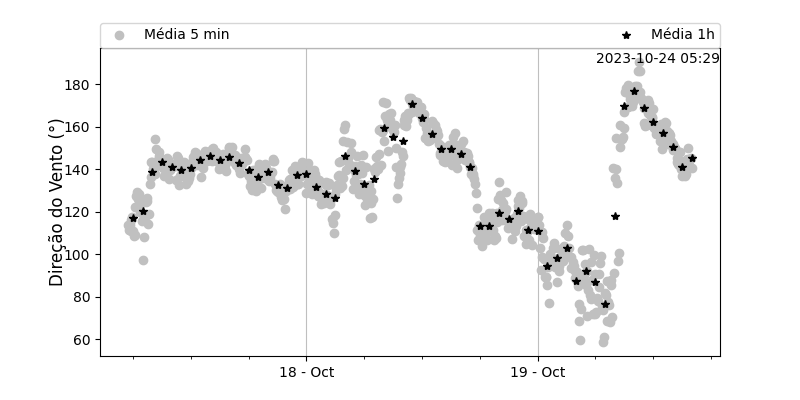 Média 5 min
Média 1h
2023-10-24 05:29
Direção do Vento (°)
180
160
140
120
100
80
60
18 - Oct
19 - Oct